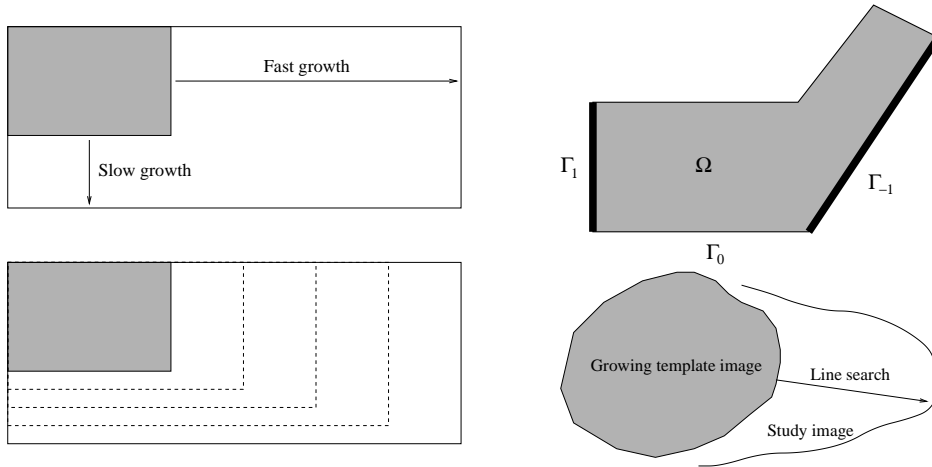 Fast growth
Slow growth
Γ₁
Ω
Γ₋₁
Γ₀
Growing template image
Line search
Study image